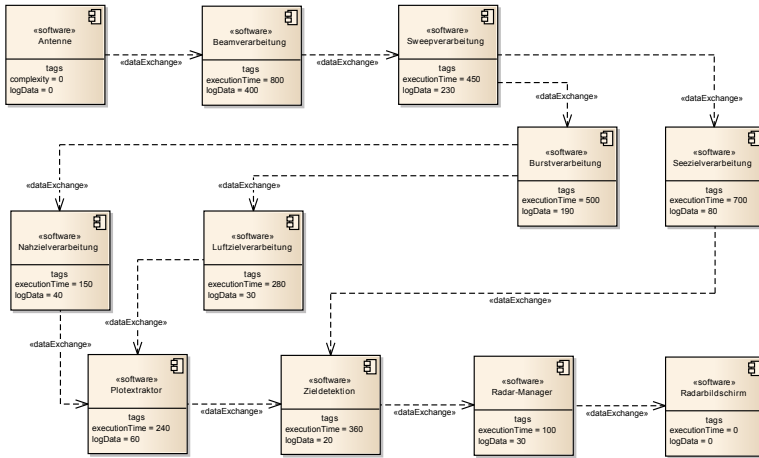 «software»
Antenne
tags
complexity = 0
logData = 0
«dataExchange»
«software»
Beamverarbeitung
tags
executionTime = 800
logData = 400
«dataExchange»
«software»
Sweepverarbeitung
tags
executionTime = 450
logData = 230
«dataExchange»
«dataExchange»
«software»
Burstverarbeitung
tags
executionTime = 500
logData = 190
«software»
Seezielverarbeitung
tags
executionTime = 700
logData = 80
«dataExchange»
«dataExchange»
«software»
Nahzielverarbeitung
tags
executionTime = 150
logData = 40
«software»
Luftzielverarbeitung
tags
executionTime = 280
logData = 30
«dataExchange»
«dataExchange»
«dataExchange»
«software»
Plotextraktor
tags
executionTime = 240
logData = 60
«dataExchange»
«software»
Zieldetektion
tags
executionTime = 360
logData = 20
«dataExchange»
«software»
Radar-Manager
tags
executionTime = 100
logData = 30
«dataExchange»
«software»
Radarbildschirm
tags
executionTime = 0
logData = 0